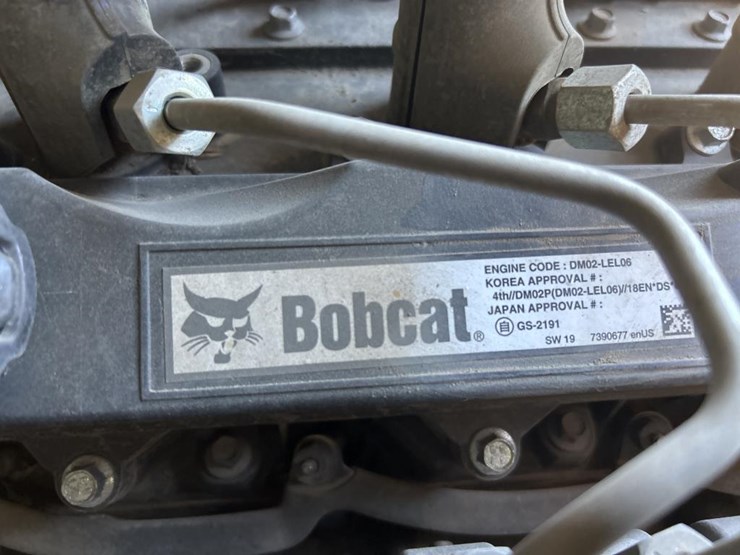 Bobcat®
ENGINE CODE : DM02-LEL06
KOREA APPROVAL # :
4th//DM02P(DM02-LEL06)//18EN*DS*
JAPAN APPROVAL # :
自 GS-2191
SW 19 7390677 enUS